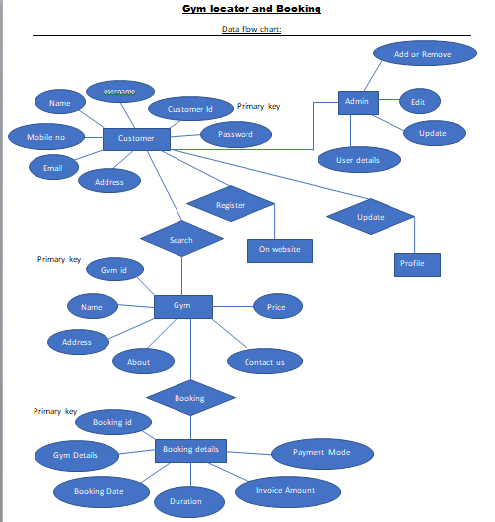 Gym locator and Booking
Data flow chart:
Add or Remove
username
Name
Customer Id
Primary key
Admin
Edit
Mobile no
Customer
Password
Update
Email
Address
User details
Register
Update
Search
On website
Primary key
Gym id
Profile
Name
Gym
Price
Address
About
Contact us
Booking
Primary key
Booking id
Gym Details
Booking details
Payment Mode
Booking Date
Duration
Invoice Amount